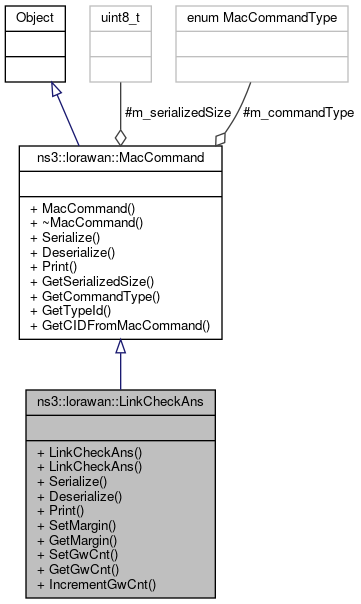 Object
uint8_t
enum MacCommandType
#m_serializedSize
#m_commandType
ns3::lorawan::MacCommand
+ MacCommand()
+ ~MacCommand()
+ Serialize()
+ Deserialize()
+ Print()
+ GetSerializedSize()
+ GetCommandType()
+ GetTypeId()
+ GetCIDFromMacCommand()
ns3::lorawan::LinkCheckAns
+ LinkCheckAns()
+ LinkCheckAns()
+ Serialize()
+ Deserialize()
+ Print()
+ SetMargin()
+ GetMargin()
+ SetGwCnt()
+ GetGwCnt()
+ IncrementGwCnt()